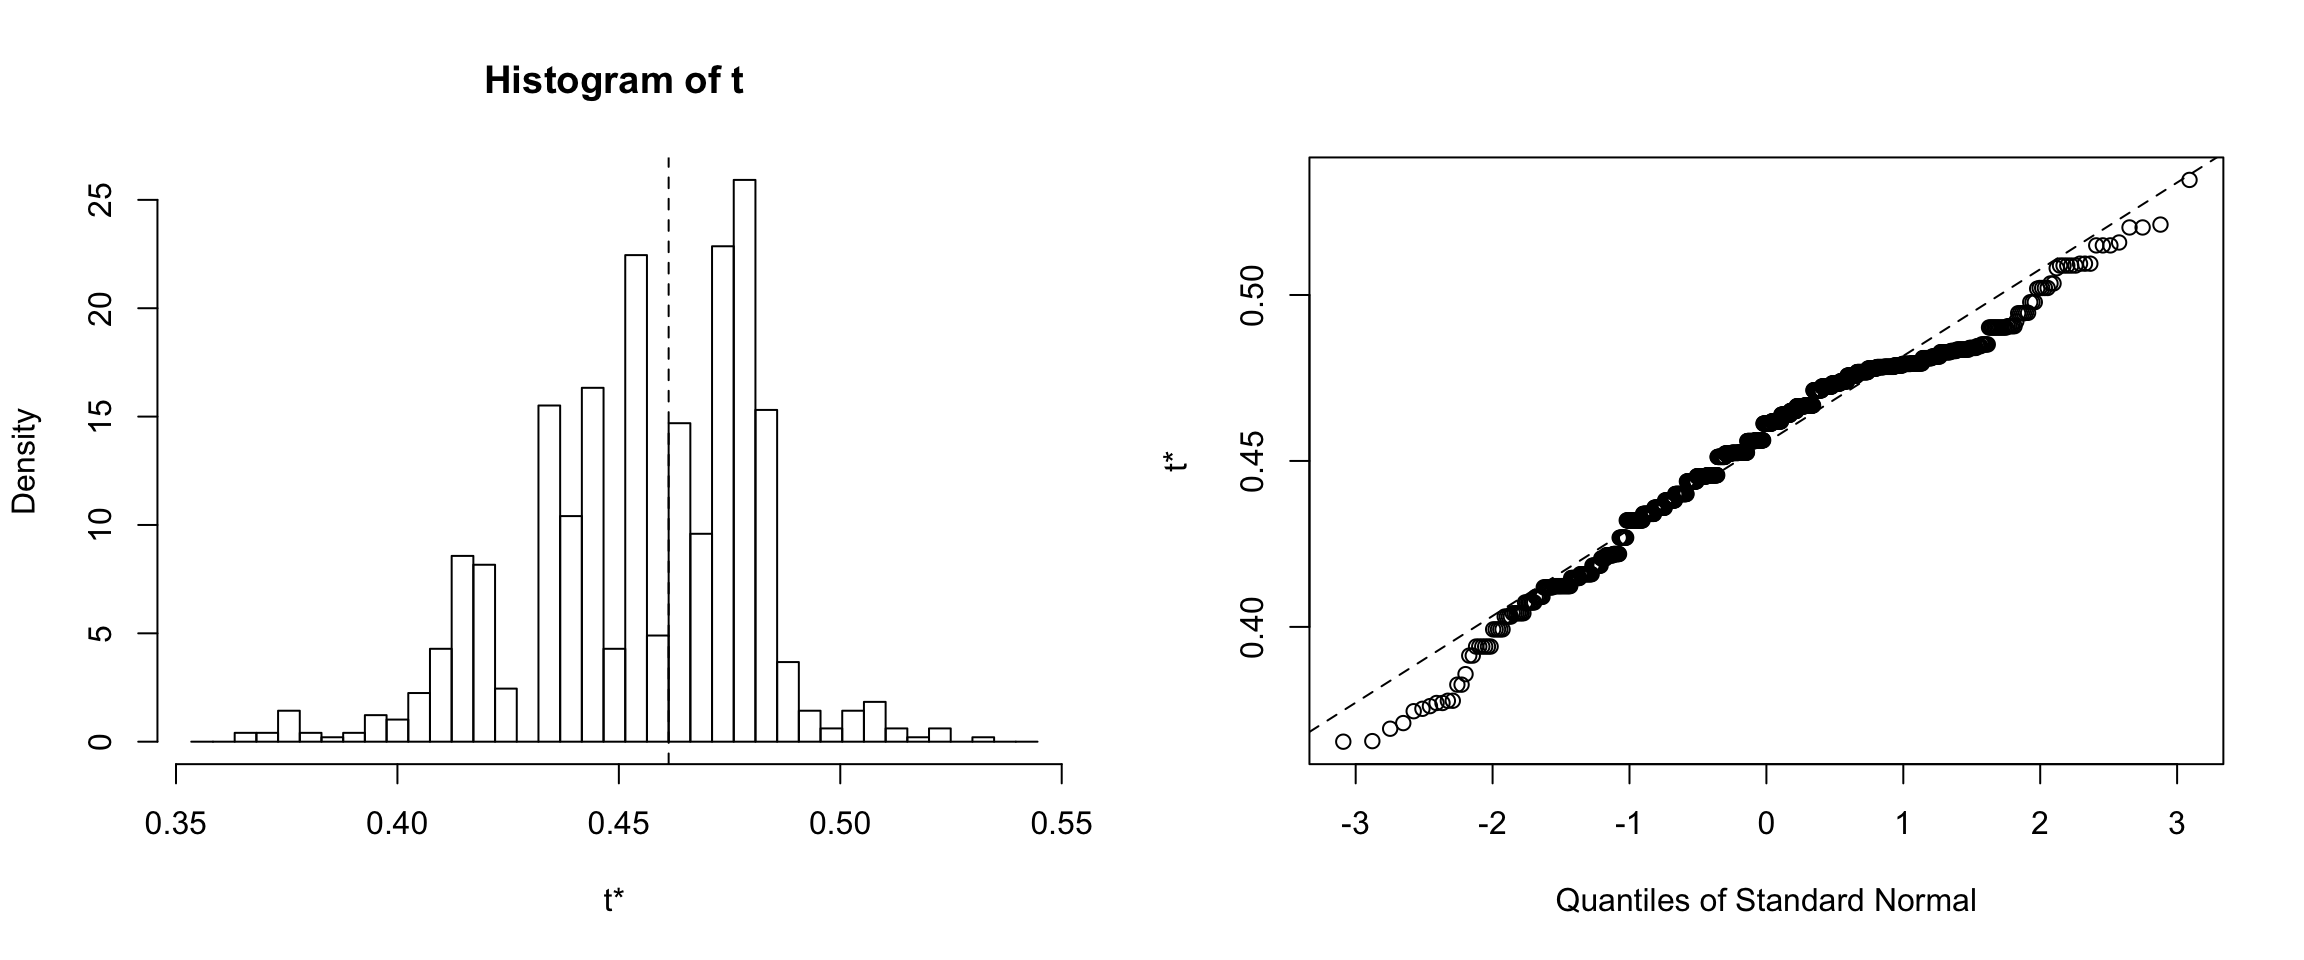 Histogram of t
Density
0 5 10 15 20 25
0.35 0.40 0.45 0.50 0.55
t*
t*
0.40 0.45 0.50
-3 -2 -1 0 1 2 3
Quantiles of Standard Normal